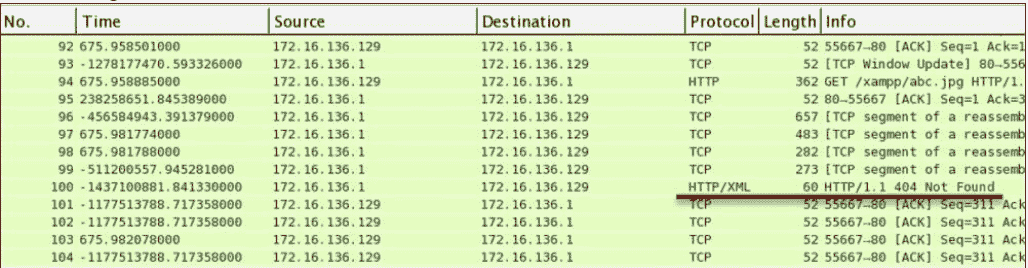 No. Time Source Destination Protocol Length Info
92 675.958501000 172.16.136.129 172.16.136.1 TCP 52 55667→80 [ACK] Seq=1 Ack=1
93 -1278177470.593326000 172.16.136.1 172.16.136.129 TCP 52 [TCP Window Update] 80→556
94 675.958885000 172.16.136.129 172.16.136.1 HTTP 362 GET /xampp/abc.jpg HTTP/1.
95 238258651.845389000 172.16.136.1 172.16.136.129 TCP 52 80→55667 [ACK] Seq=1 Ack=3
96 -456584943.391379000 172.16.136.1 172.16.136.129 TCP 657 [TCP segment of a reassemb
97 675.981774000 172.16.136.1 172.16.136.129 TCP 483 [TCP segment of a reassemb
98 675.981788000 172.16.136.1 172.16.136.129 TCP 282 [TCP segment of a reassemb
99 -511200557.945281000 172.16.136.1 172.16.136.129 TCP 273 [TCP segment of a reassemb
100 -1437100881.841330000 172.16.136.1 172.16.136.129 HTTP/XML 60 HTTP/1.1 404 Not Found
101 -1177513788.717358000 172.16.136.129 172.16.136.1 TCP 52 55667→80 [ACK] Seq=311 Ack
102 -1177513788.717358000 172.16.136.129 172.16.136.1 TCP 52 55667→80 [ACK] Seq=311 Ack
103 675.982078000 172.16.136.129 172.16.136.1 TCP 52 55667→80 [ACK] Seq=311 Ack
104 -1177513788.717358000 172.16.136.129 172.16.136.1 TCP 52 55667→80 [ACK] Seq=311 Ack